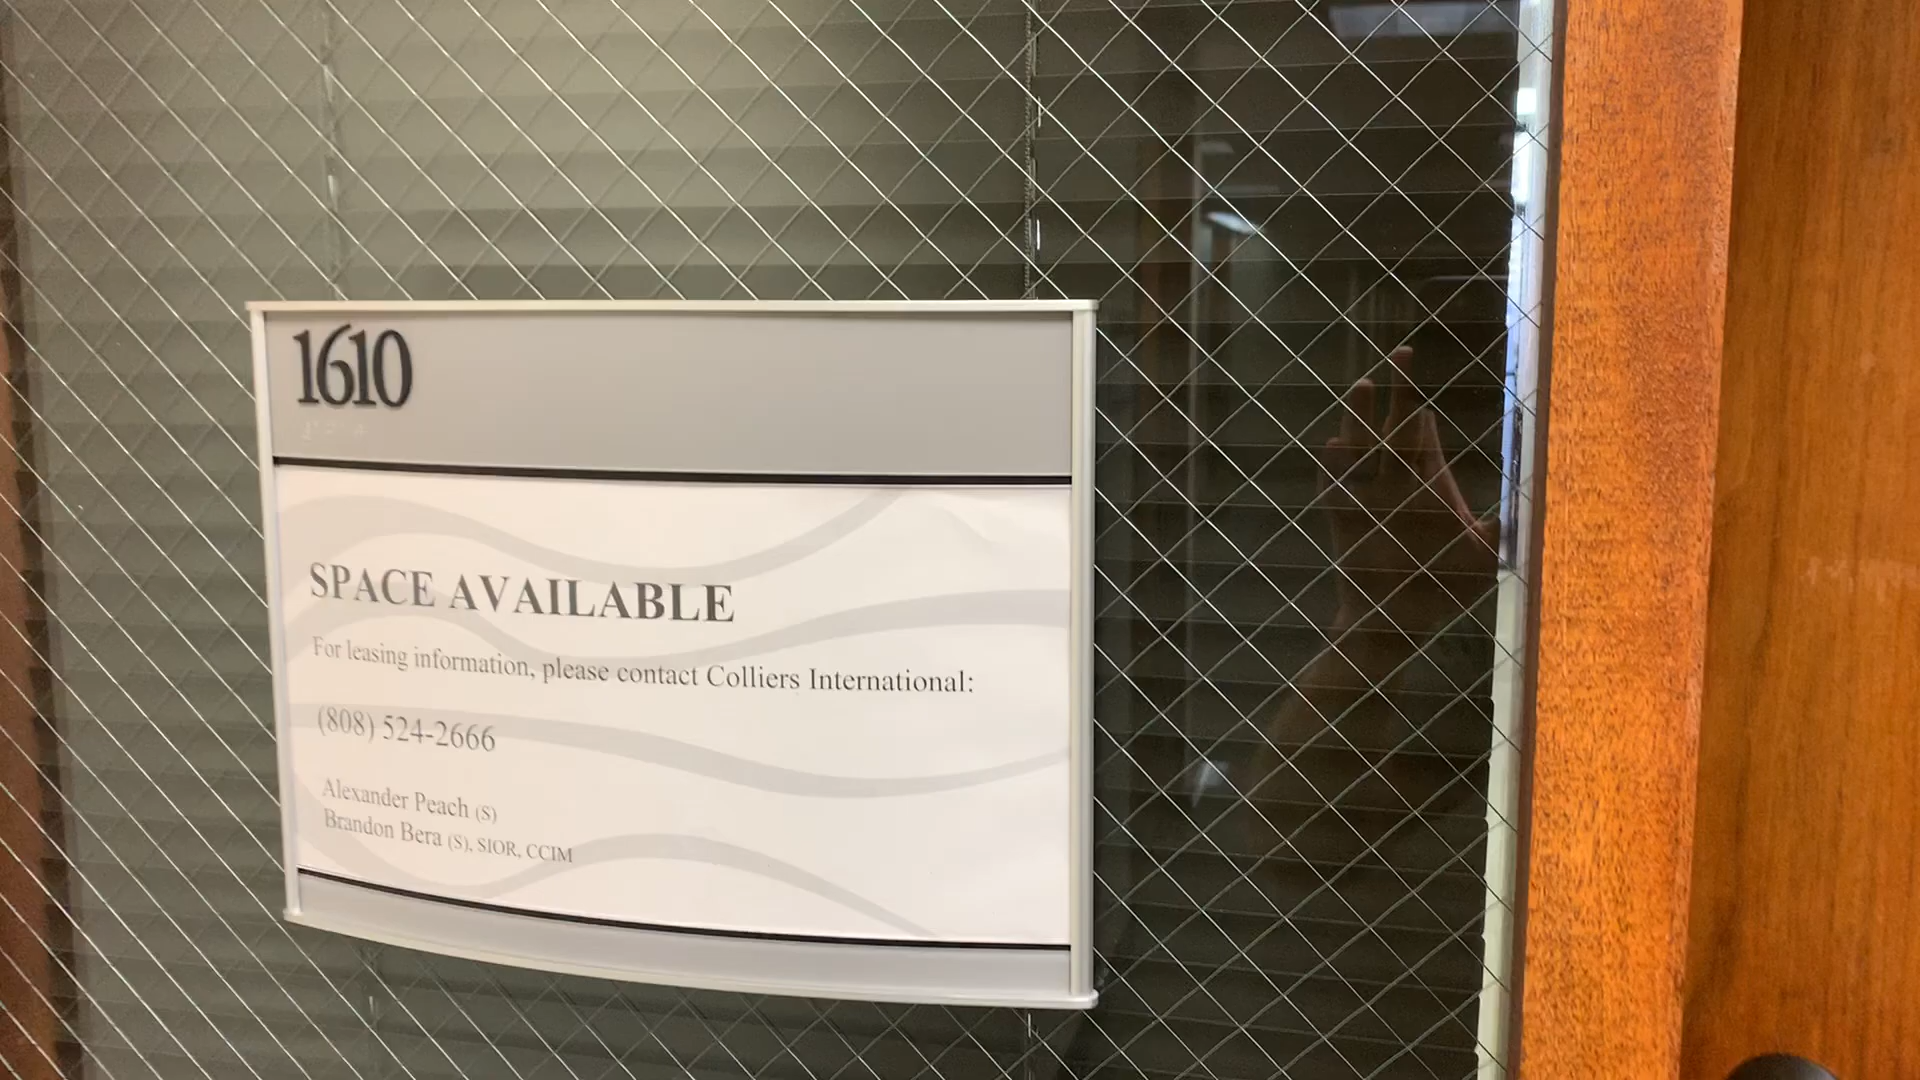 1610
SPACE AVAILABLE
For leasing information, please contact Colliers International:
(808) 524-2666
Alexander Peach (S)
Brandon Bera (S), SIOR, CCIM